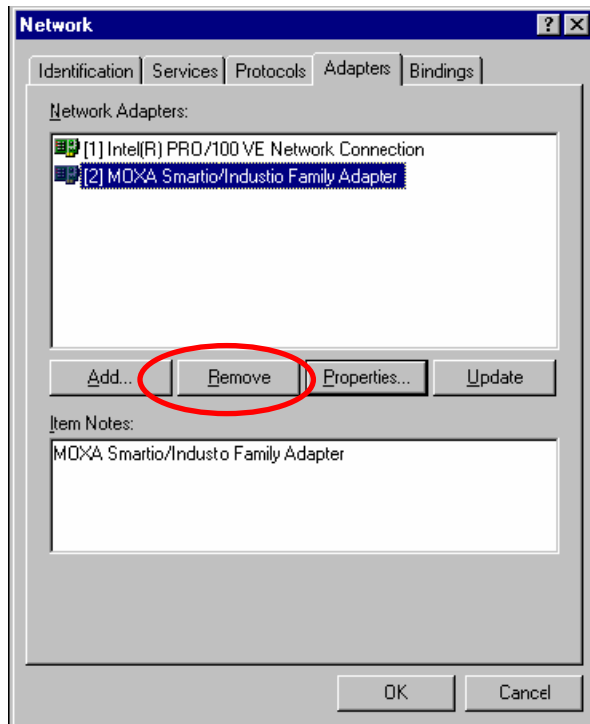 Network
Identification Services Protocols Adapters Bindings
Network Adapters:
[1] Intel(R) PRO/100 VE Network Connection
[2] MOXA Smartio/Industio Family Adapter
Add... Remove Properties... Update
Item Notes:
MOXA Smartio/Industo Family Adapter
OK Cancel